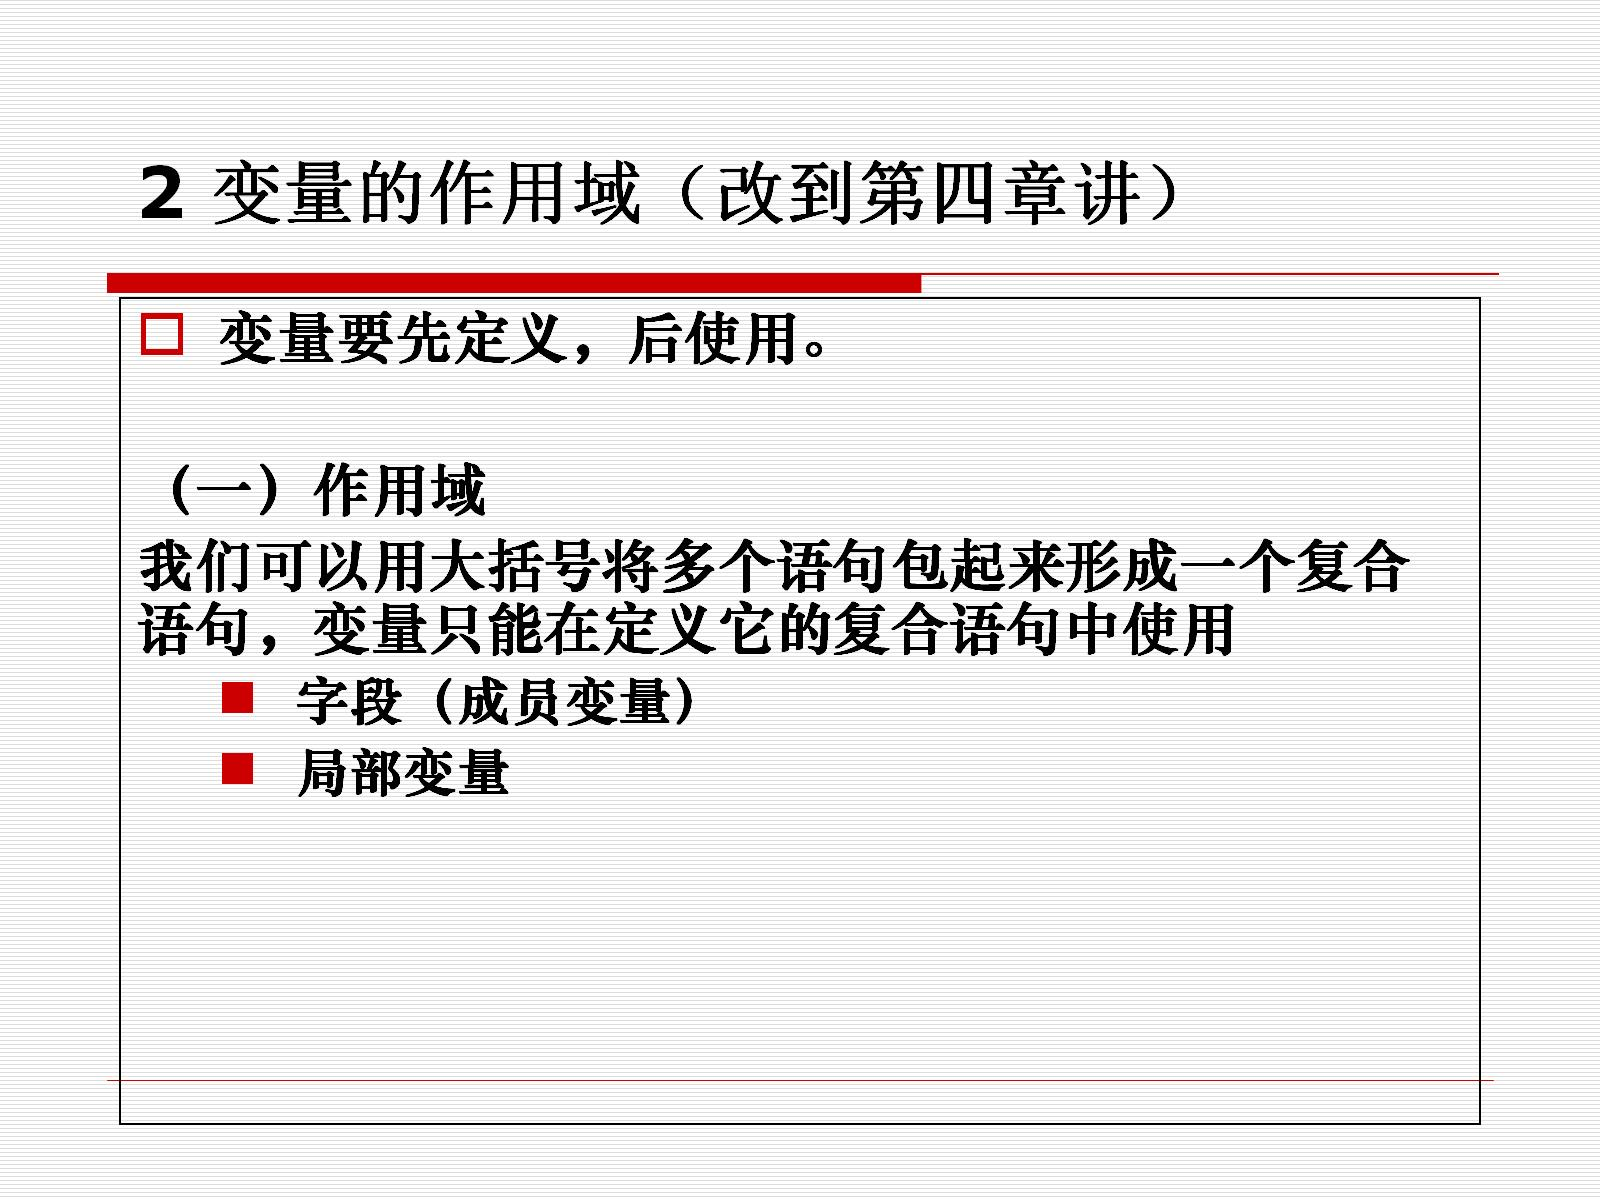 2 变量的作用域（改到第四章讲）
变量要先定义，后使用。
（一）作用域
我们可以用大括号将多个语句包起来形成一个复合
语句，变量只能在定义它的复合语句中使用
字段（成员变量）
局部变量